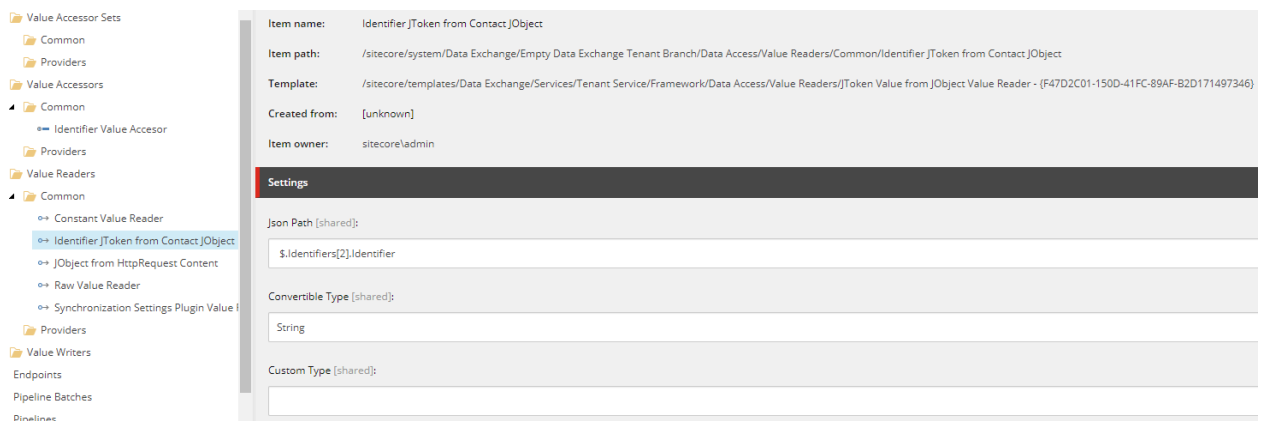 Value Accessor Sets
Common
Providers
Value Accessors
Common
Identifier Value Accesor
Providers
Value Readers
Common
Constant Value Reader
Identifier JToken from Contact JObject
JObject from HttpRequest Content
Raw Value Reader
Synchronization Settings Plugin Value
Providers
Value Writers
Endpoints
Pipeline Batches
Pipelines
Item name: Identifier JToken from Contact JObject
Item path: /sitecore/system/Data Exchange/Empty Data Exchange Tenant Branch/Data Access/Value Readers/Common/Identifier JToken from Contact JObject
Template: /sitecore/templates/Data Exchange/Services/Tenant Service/Framework/Data Access/Value Readers/JToken Value from JObject Value Reader - {F47D2C01-150D-41FC-89AF-B2D171497346}
Created from: [unknown]
Item owner: sitecore\admin
Settings
Json Path [shared]:
$.Identifiers[2].Identifier
Convertible Type [shared]:
String
Custom Type [shared]: